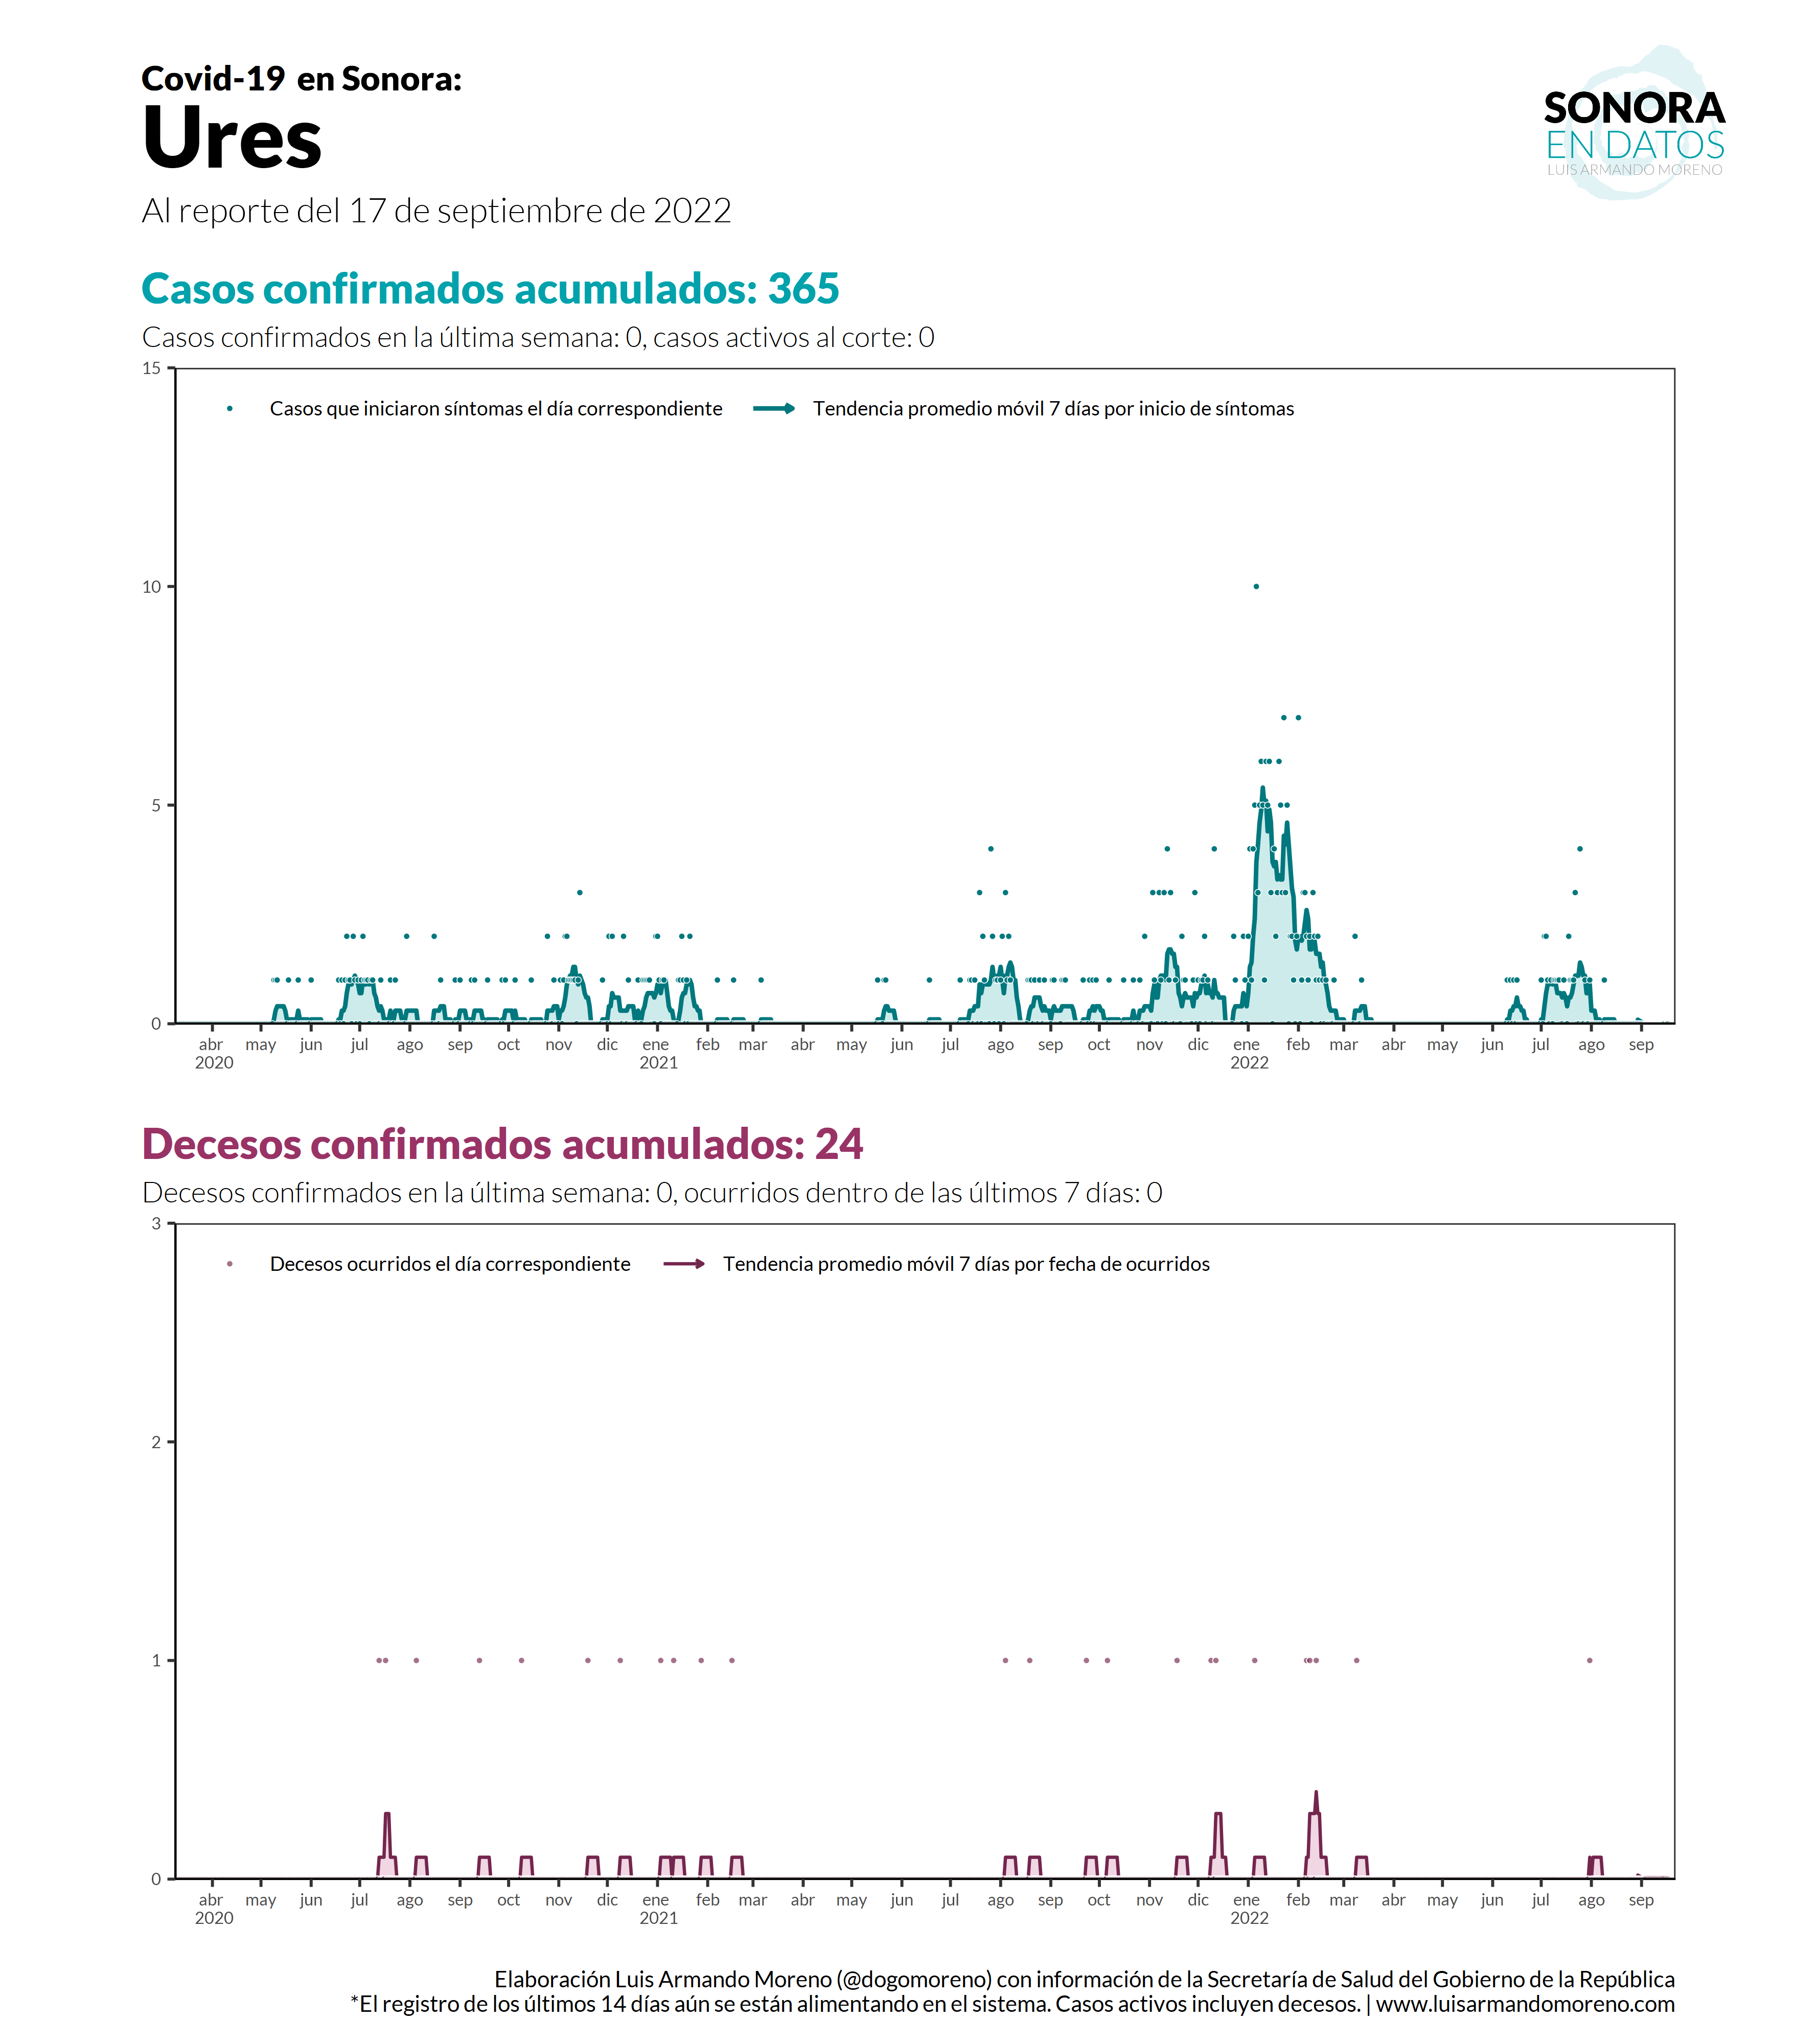 Covid-19 en Sonora:
Ures
Al reporte del 17 de septiembre de 2022
SONORA
EN DATOS
LUIS ARMANDO MORENO
Casos confirmados acumulados: 365
Casos confirmados en la última semana: 0, casos activos al corte: 0
15
Casos que iniciaron síntomas el día correspondiente Tendencia promedio móvil 7 días por inicio de síntomas
10
5
0
abr may jun jul ago sep oct nov dic ene feb mar abr may jun jul ago sep oct nov dic ene feb mar abr may jun jul ago sep
2020 2021 2022
Decesos confirmados acumulados: 24
Decesos confirmados en la última semana: 0, ocurridos dentro de las últimos 7 días: 0
3
Decesos ocurridos el día correspondiente Tendencia promedio móvil 7 días por fecha de ocurridos
2
1
0
abr may jun jul ago sep oct nov dic ene feb mar abr may jun jul ago sep oct nov dic ene feb mar abr may jun jul ago sep
2020 2021 2022
Elaboración Luis Armando Moreno (@dogomoreno) con información de la Secretaría de Salud del Gobierno de la República
*El registro de los últimos 14 días aún se están alimentando en el sistema. Casos activos incluyen decesos. | www.luisarmandomoreno.com